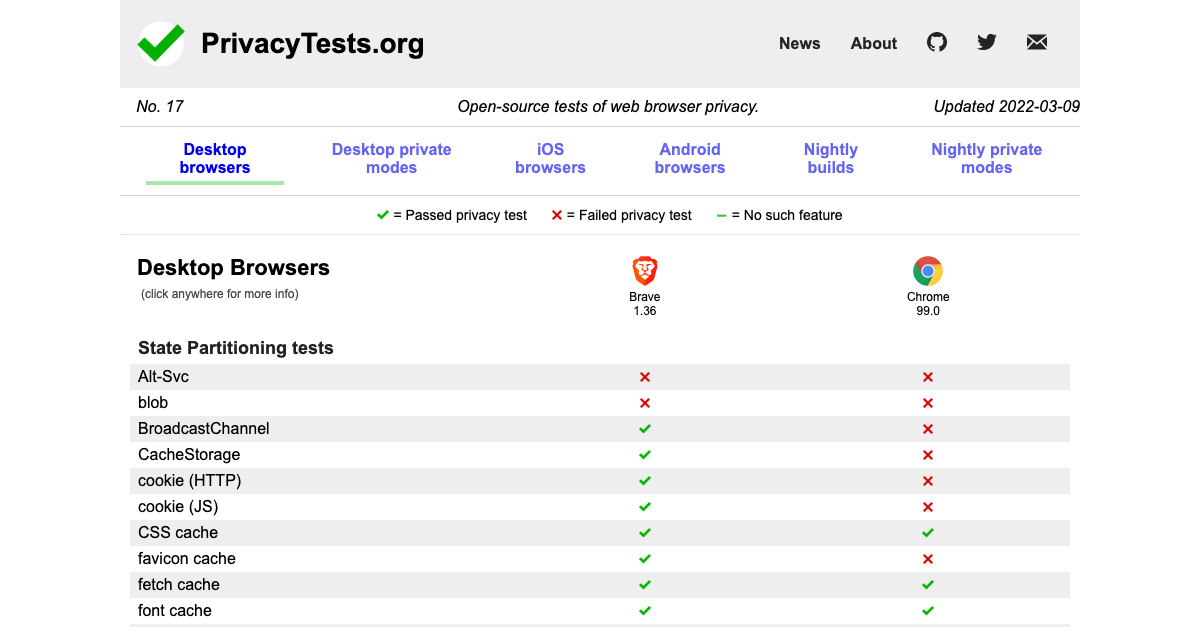 PrivacyTests.org
News About
No. 17 Open-source tests of web browser privacy. Updated 2022-03-09
Desktop browsers
Desktop private modes
iOS browsers
Android browsers
Nightly builds
Nightly private modes
= Passed privacy test = Failed privacy test = No such feature
Desktop Browsers
(click anywhere for more info)
Brave
1.36
Chrome
99.0
State Partitioning tests
Alt-Svc
blob
BroadcastChannel
CacheStorage
cookie (HTTP)
cookie (JS)
CSS cache
favicon cache
fetch cache
font cache